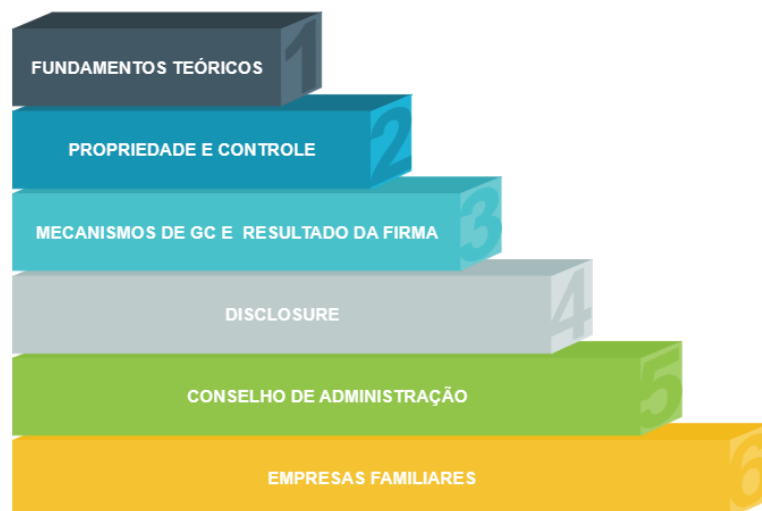 FUNDAMENTOS TEÓRICOS 1
PROPRIEDADE E CONTROLE 2
MECANISMOS DE GC E RESULTADO DA FIRMA 3
DISCLOSURE 4
CONSELHO DE ADMINISTRAÇÃO 5
EMPRESAS FAMILIARES 6